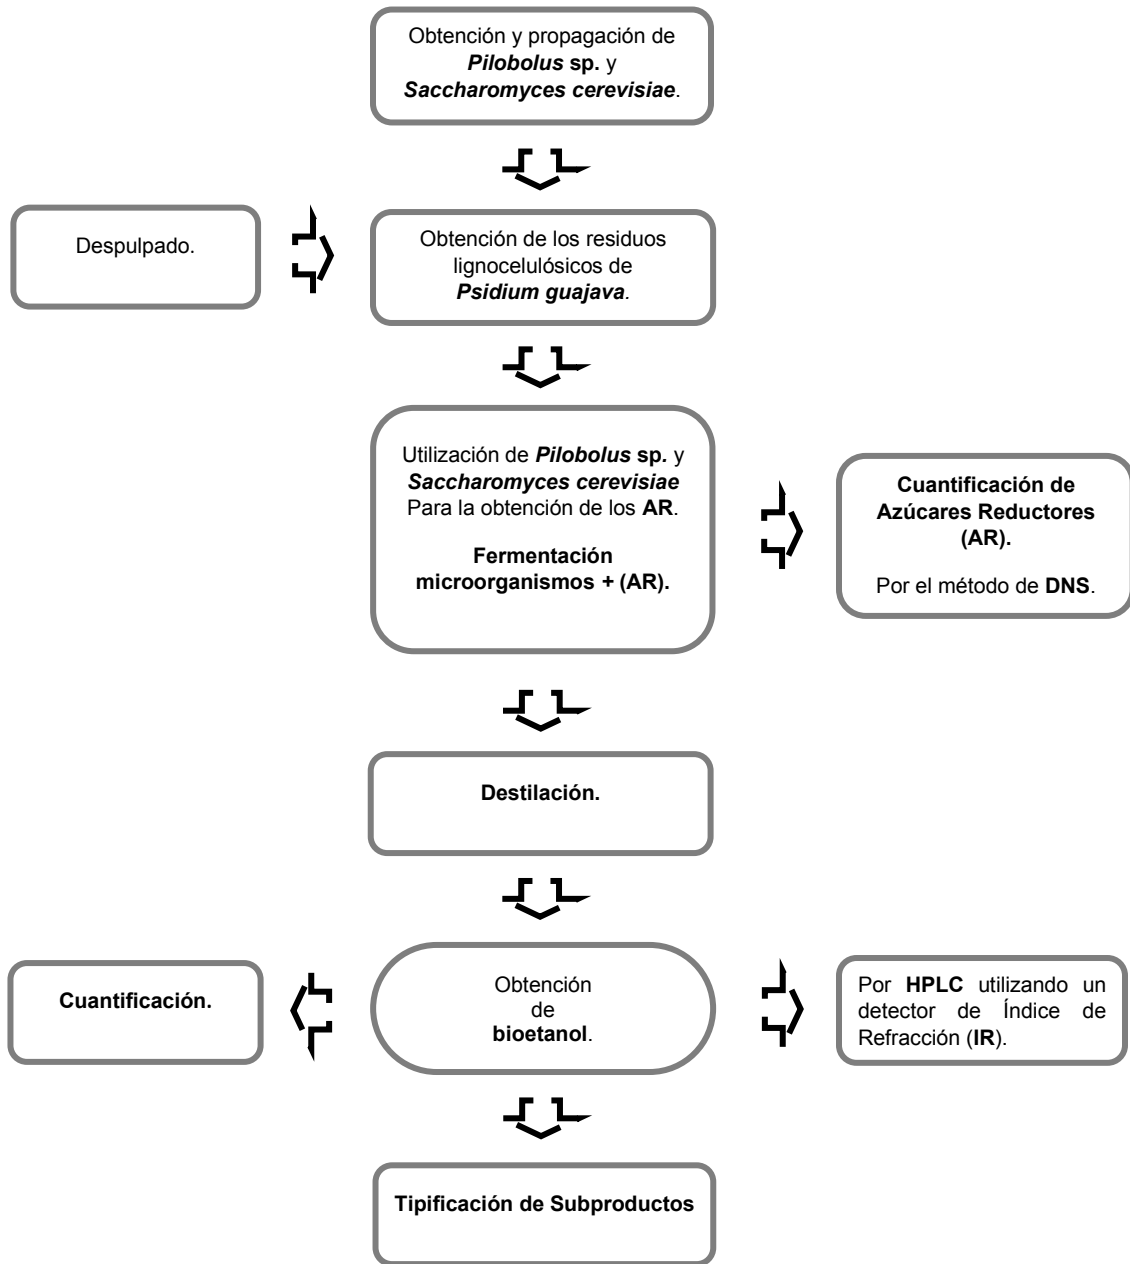 Obtención y propagación de
Pilobolus sp. y
Saccharomyces cerevisiae.
Despulpado.
Obtención de los residuos
lignocelulósicos de
Psidium guajava.
Utilización de Pilobolus sp. y
Saccharomyces cerevisiae
Para la obtención de los AR.
Fermentación
microorganismos + (AR).
Cuantificación de
Azúcares Reductores
(AR).
Por el método de DNS.
Destilación.
Cuantificación.
Obtención
de
bioetanol.
Por HPLC utilizando un
detector de Índice de
Refracción (IR).
Tipificación de Subproductos